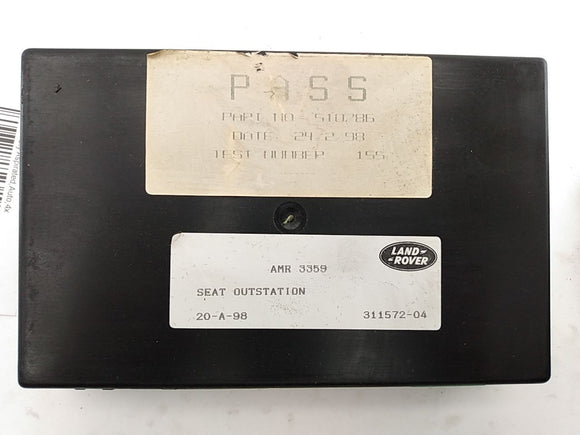 PASS
PART NO- 510786
DATE 24-2-98
TEST NUMBER 155
LAND
ROVER
AMR 3359
SEAT OUTSTATION
20-A-98 311572-04